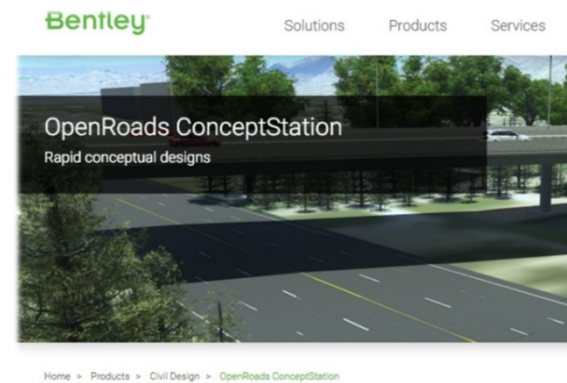 Bentley®
Solutions Products Services
OpenRoads ConceptStation
Rapid conceptual designs
Home > Products > Civil Design > OpenRoads ConceptStation